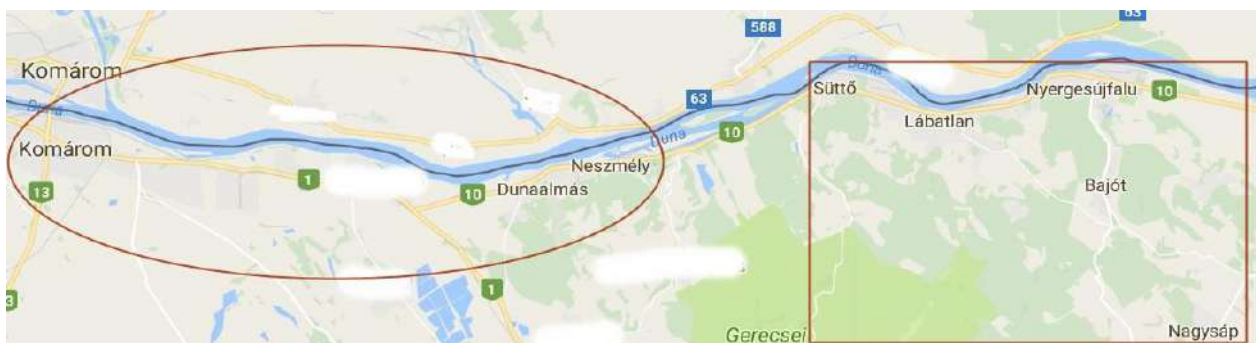 63
588
Komárom
Duna
Süttő
Nyergesújfalu
10
Duna
63
Lábatlan
Komárom
10
Duna
Neszmély
1
13
10
Dunaalmás
Bajót
1
3
Gerecsei
Nagysáp